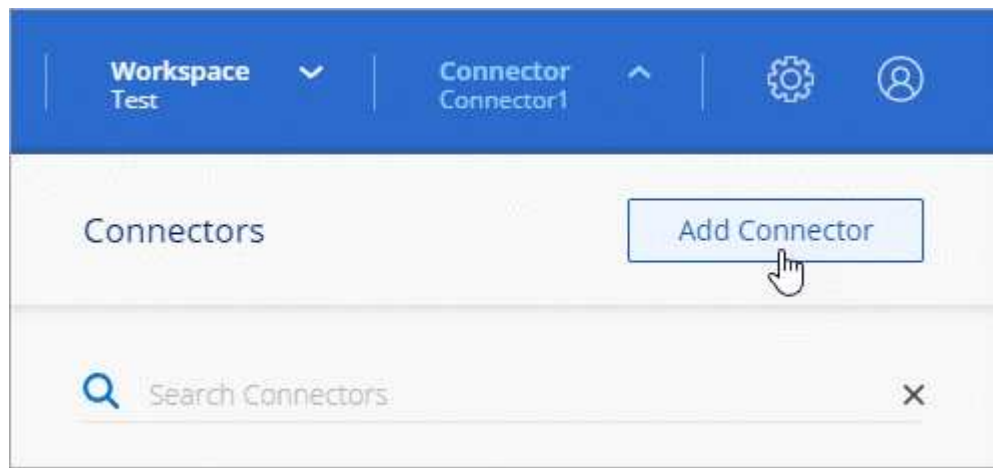 Workspace
Test
Connector
Connector1
Connectors
Add Connector
Search Connectors